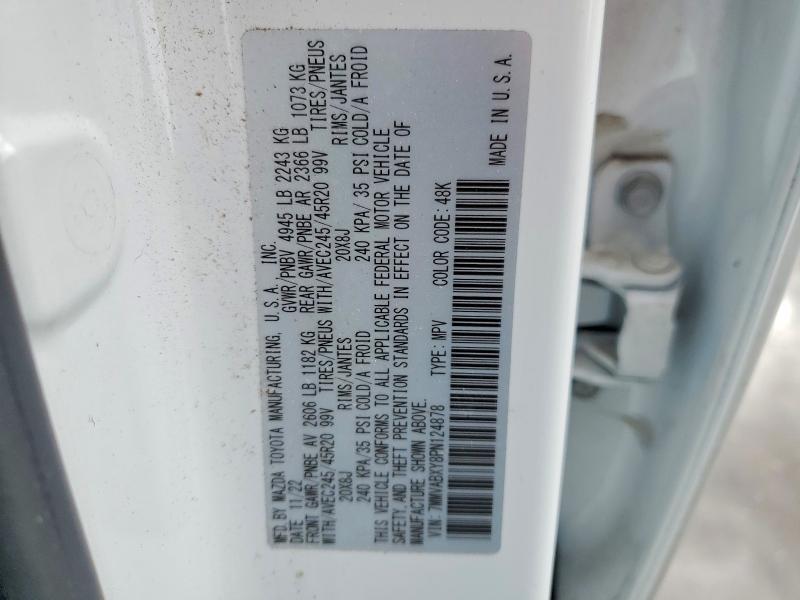 MFD. BY MAZDA TOYOTA MANUFACTURING, U.S.A., INC.
DATE 11/22 GVWR/PNBV 4945 LB 2243 KG
FRONT GAWR/PNBE AV 2606 LB 1182 KG REAR GAWR/PNBE AR 2366 LB 1073 KG
WITH/AVEC245/45R20 99V TIRES/PNEUS WITH/AVEC245/45R20 99V TIRES/PNEUS
20X8J RIMS/JANTES 20X8J RIMS/JANTES
240 KPA/35 PSI COLD/A FROID 240 KPA/ 35 PSI COLD/A FROID
THIS VEHICLE CONFORMS TO ALL APPLICABLE FEDERAL MOTOR VEHICLE
SAFETY, AND THEFT PREVENTION STANDARDS IN EFFECT ON THE DATE OF
MANUFACTURE SHOWN ABOVE.
VIN: 7MMVABXY8PN124878 TYPE: MPV COLOR CODE: 48K
MADE IN U.S.A.